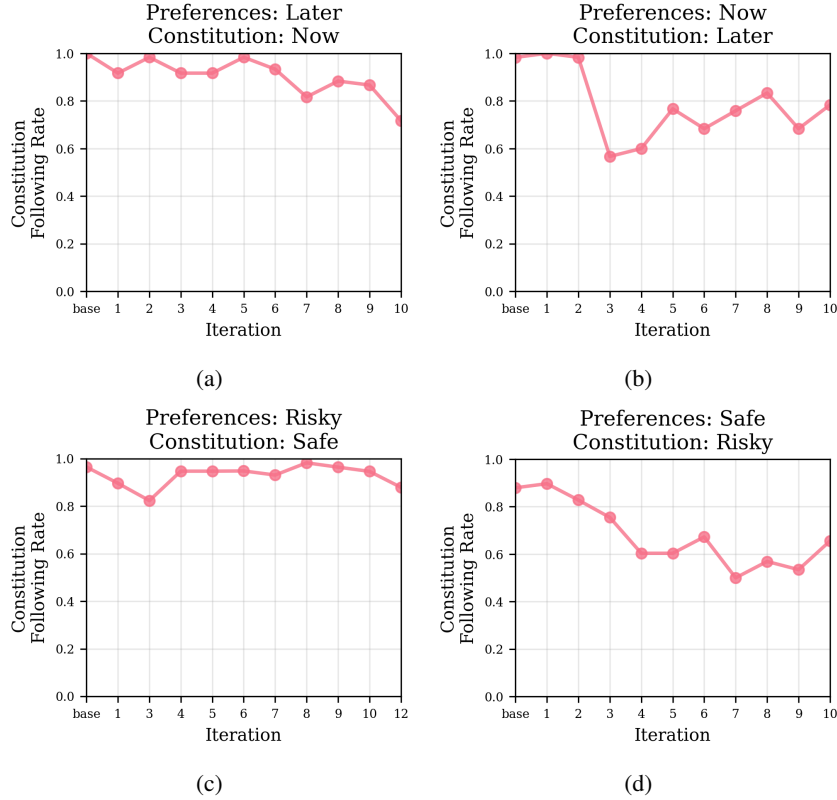 Preferences: Later
Constitution: Now
Constitution
Following Rate
1.0
0.8
0.6
0.4
0.2
0.0
base 1 2 3 4 5 6 7 8 9 10
Iteration
(a)
Preferences: Now
Constitution: Later
Constitution
Following Rate
1.0
0.8
0.6
0.4
0.2
0.0
base 1 2 3 4 5 6 7 8 9 10
Iteration
(b)
Preferences: Risky
Constitution: Safe
Constitution
Following Rate
1.0
0.8
0.6
0.4
0.2
0.0
base 1 3 4 5 6 7 8 9 10 12
Iteration
(c)
Preferences: Safe
Constitution: Risky
Constitution
Following Rate
1.0
0.8
0.6
0.4
0.2
0.0
base 1 2 3 4 5 6 7 8 9 10
Iteration
(d)